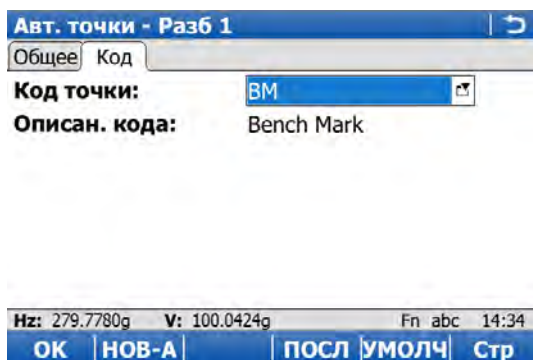 Авт. точки - Разб 1
Общее Код
Код точки: BM
Описан. кода: Bench Mark
Hz: 279.7780g V: 100.0424g Fn abc 14:34
ОК НОВ-А ПОСЛ УМОЛЧ Стр